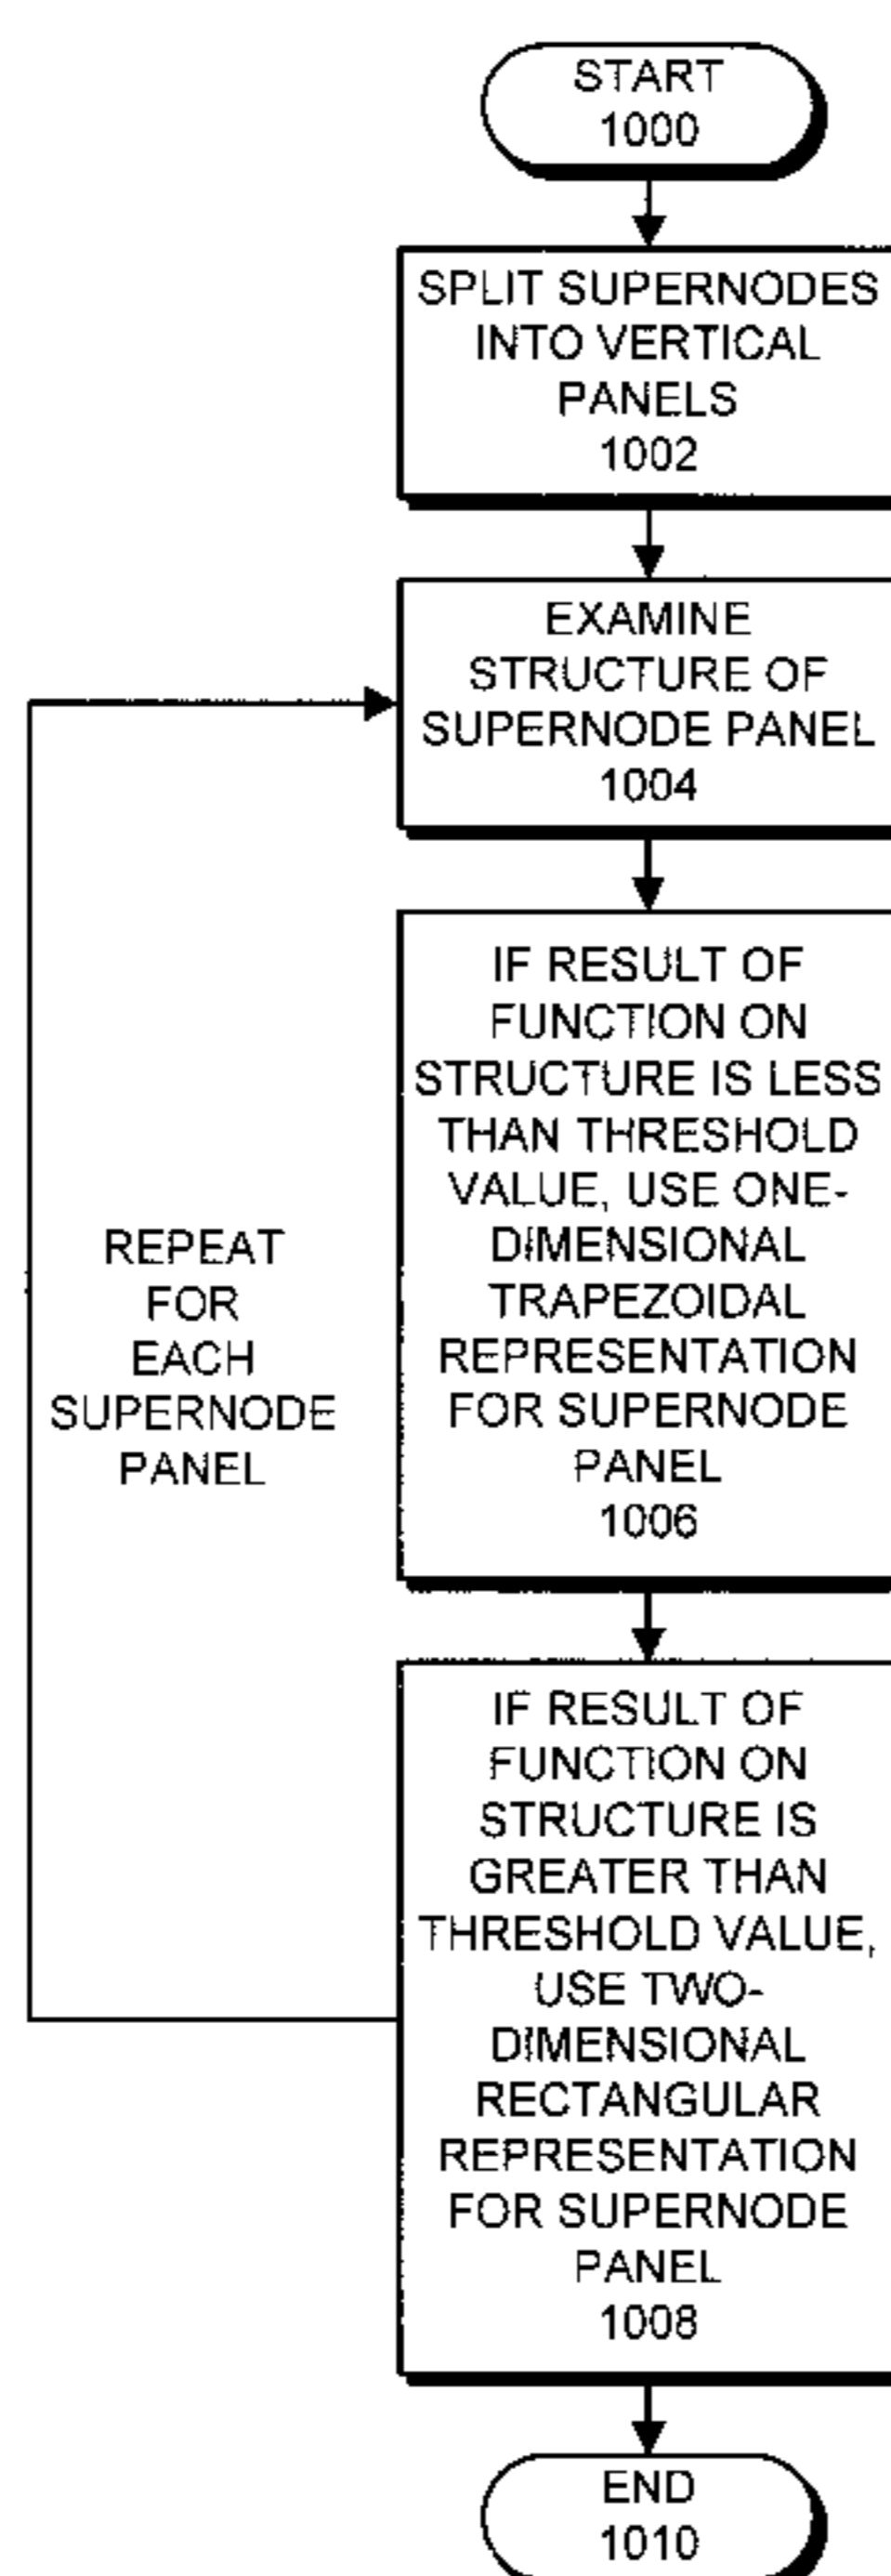 START
1000
SPLIT SUPERNODES
INTO VERTICAL
PANELS
1002
EXAMINE
STRUCTURE OF
SUPERNODE PANEL
1004
IF RESULT OF
FUNCTION ON
STRUCTURE IS LESS
THAN THRESHOLD
VALUE, USE ONE-
DIMENSIONAL
TRAPEZOIDAL
REPRESENTATION
FOR SUPERNODE
PANEL
1006
REPEAT
FOR
EACH
SUPERNODE
PANEL
IF RESULT OF
FUNCTION ON
STRUCTURE IS
GREATER THAN
THRESHOLD VALUE,
USE TWO-
DIMENSIONAL
RECTANGULAR
REPRESENTATION
FOR SUPERNODE
PANEL
1008
END
1010